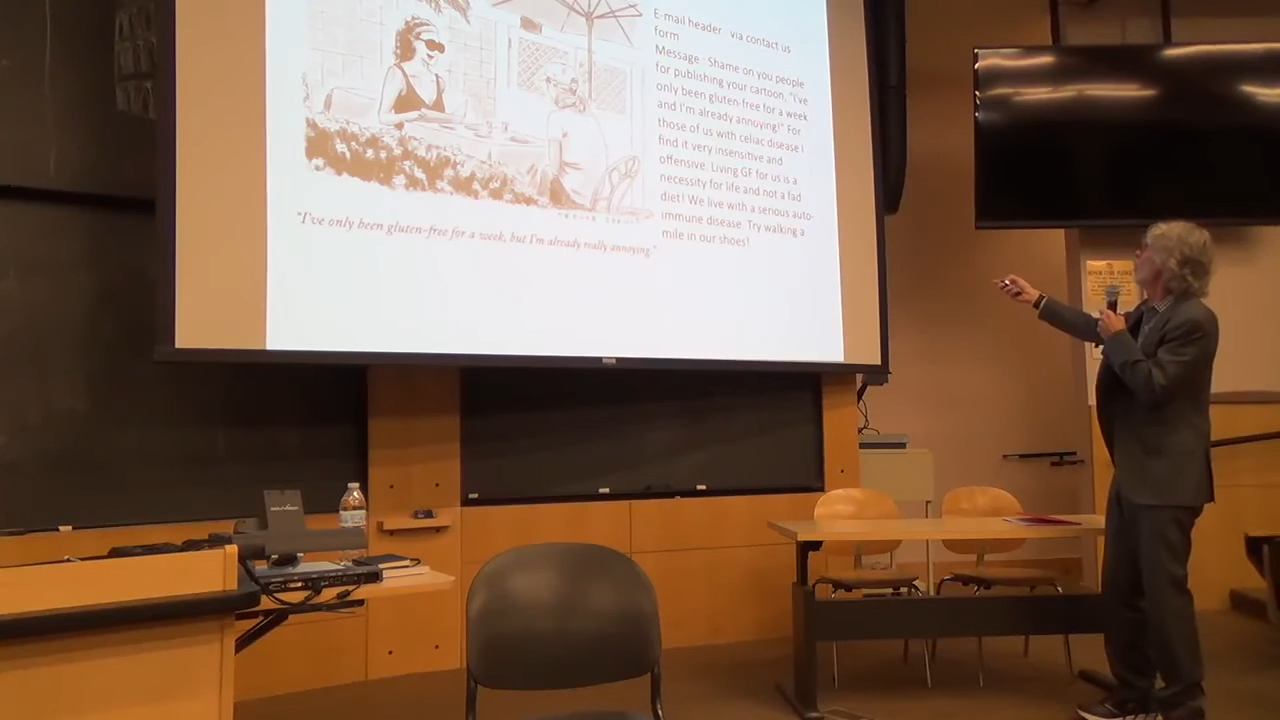 E-mail header via contact us
form
Message Shame on you people
for publishing your cartoon, "I've
only been gluten-free for a week
and I'm already annoying!" For
those of us with celiac disease I
find it very insensitive and
offensive. Living GF for us is a
necessity for life and not a fad
diet! We live with a serious auto-
immune disease Try walking a
mile in our shoes!
"I've only been gluten-free for a week, but I'm already really annoying."